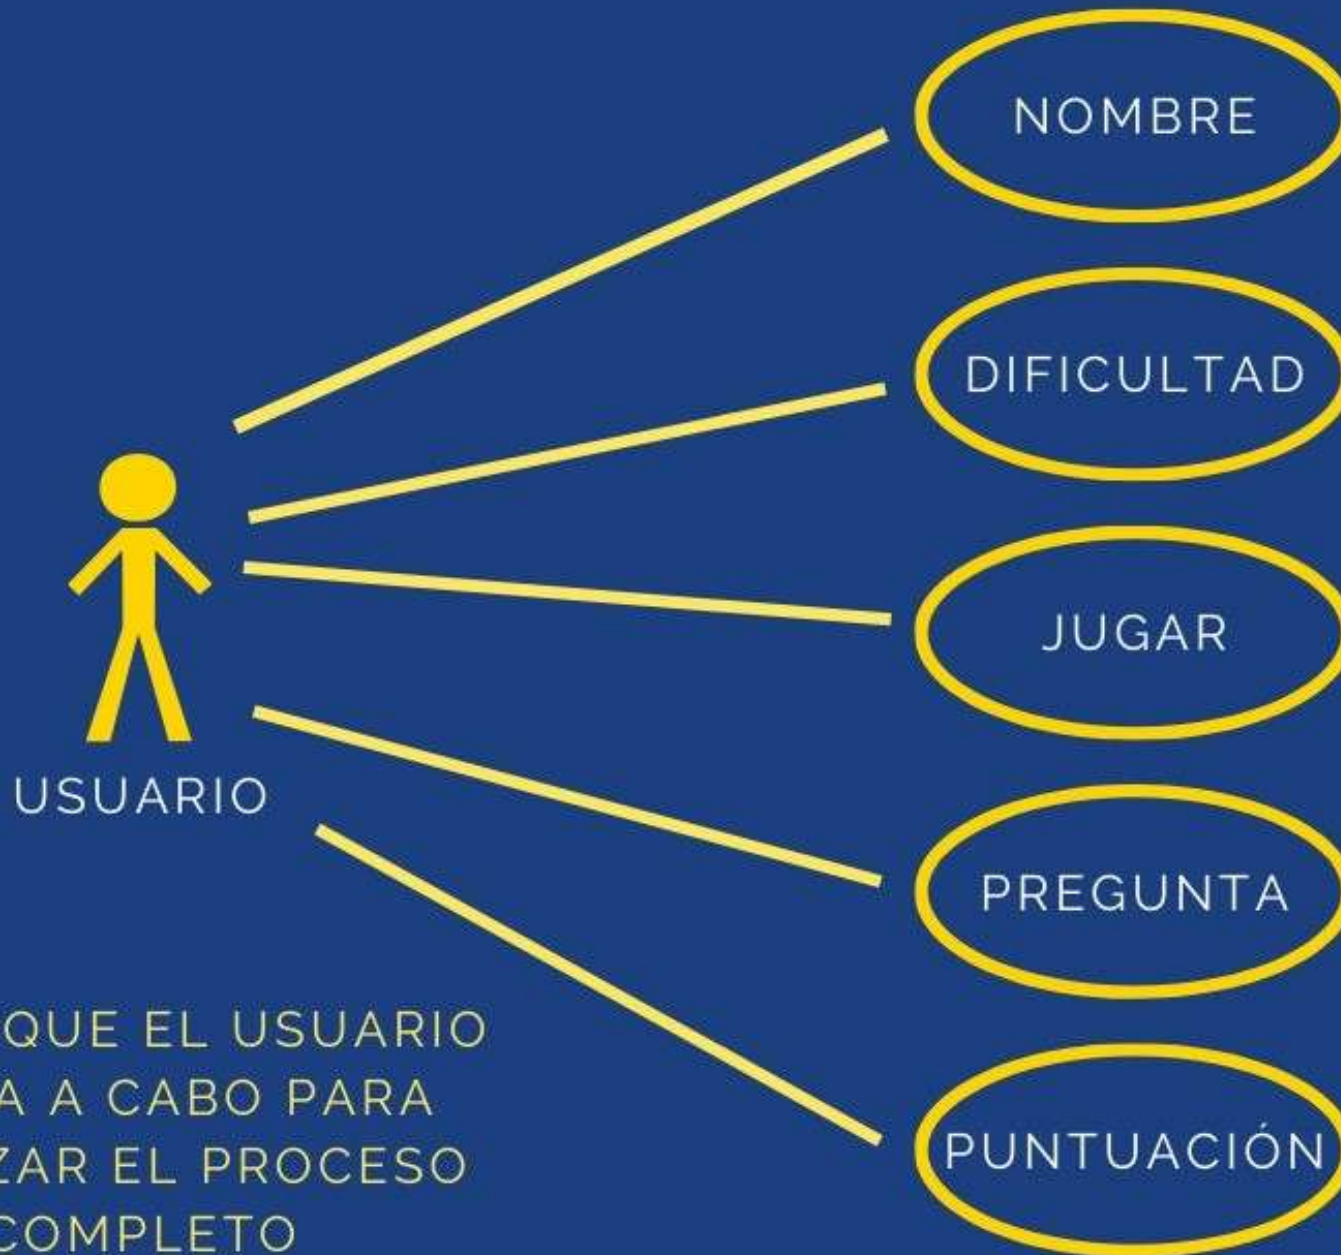 NOMBRE
DIFICULTAD
JUGAR
USUARIO
PREGUNTA
QUE EL USUARIO
A A CABO PARA
ZAR EL PROCESO
COMPLETO
PUNTUACIÓN